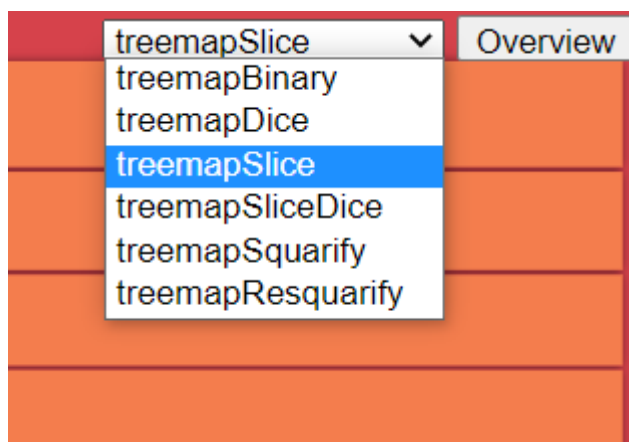 treemapSlice Overview
treemapBinary
treemapDice
treemapSlice
treemapSliceDice
treemapSquarify
treemapResquarify